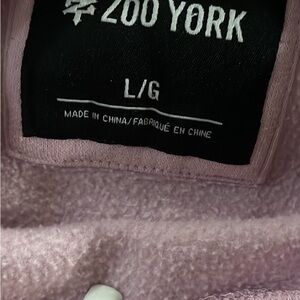 ZOO YORK
L/G
MADE IN CHINA/FABRIQUÉ EN CHINE